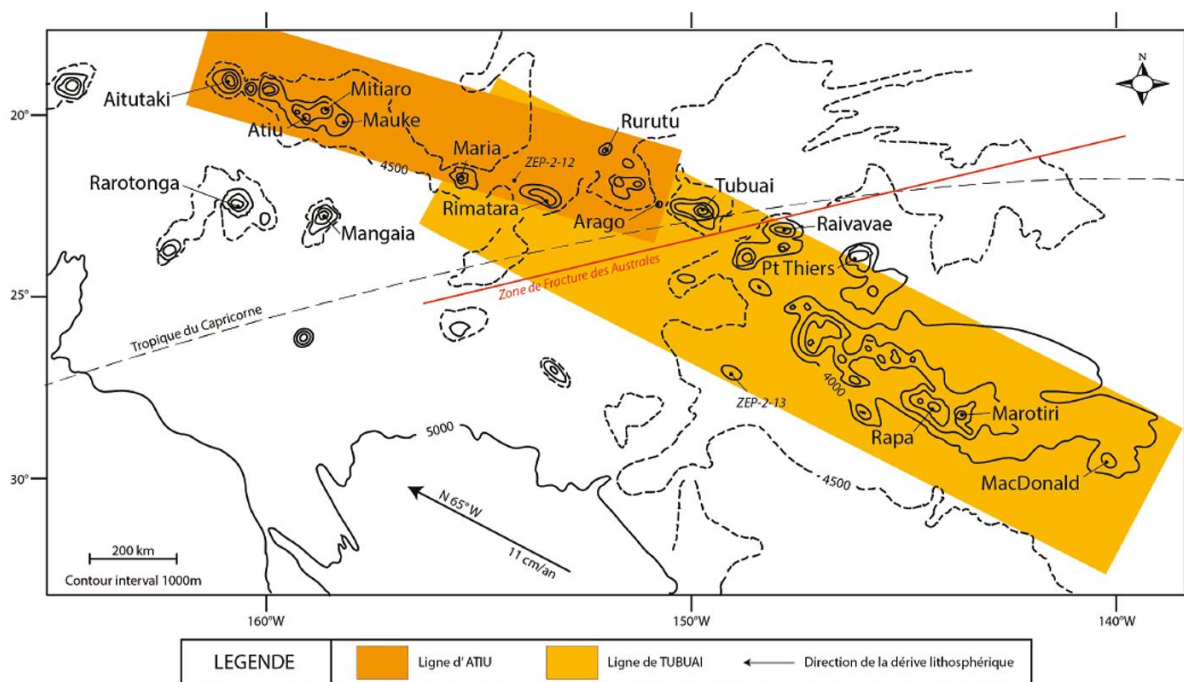 N
20°
25°
30°
Aitutaki
Mitiaro
Atiu
Mauke
4500
Maria
ZEP-2-12
Rurutu
Rarotonga
Mangaia
Rimatara
Arago
Tubuai
Raivavae
Pt Thiers
Zone de Fracture des Australes
Tropique du Capricorne
ZEP-2-13
4000
Marotiri
Rapa
MacDonald
5000
4500
N 65° W
11 cm/an
200 km
Contour interval 1000m
160°W
150°W
140°W
LEGENDE
Ligne d' ATIU
Ligne de TUBUAI
Direction de la dérive lithosphérique